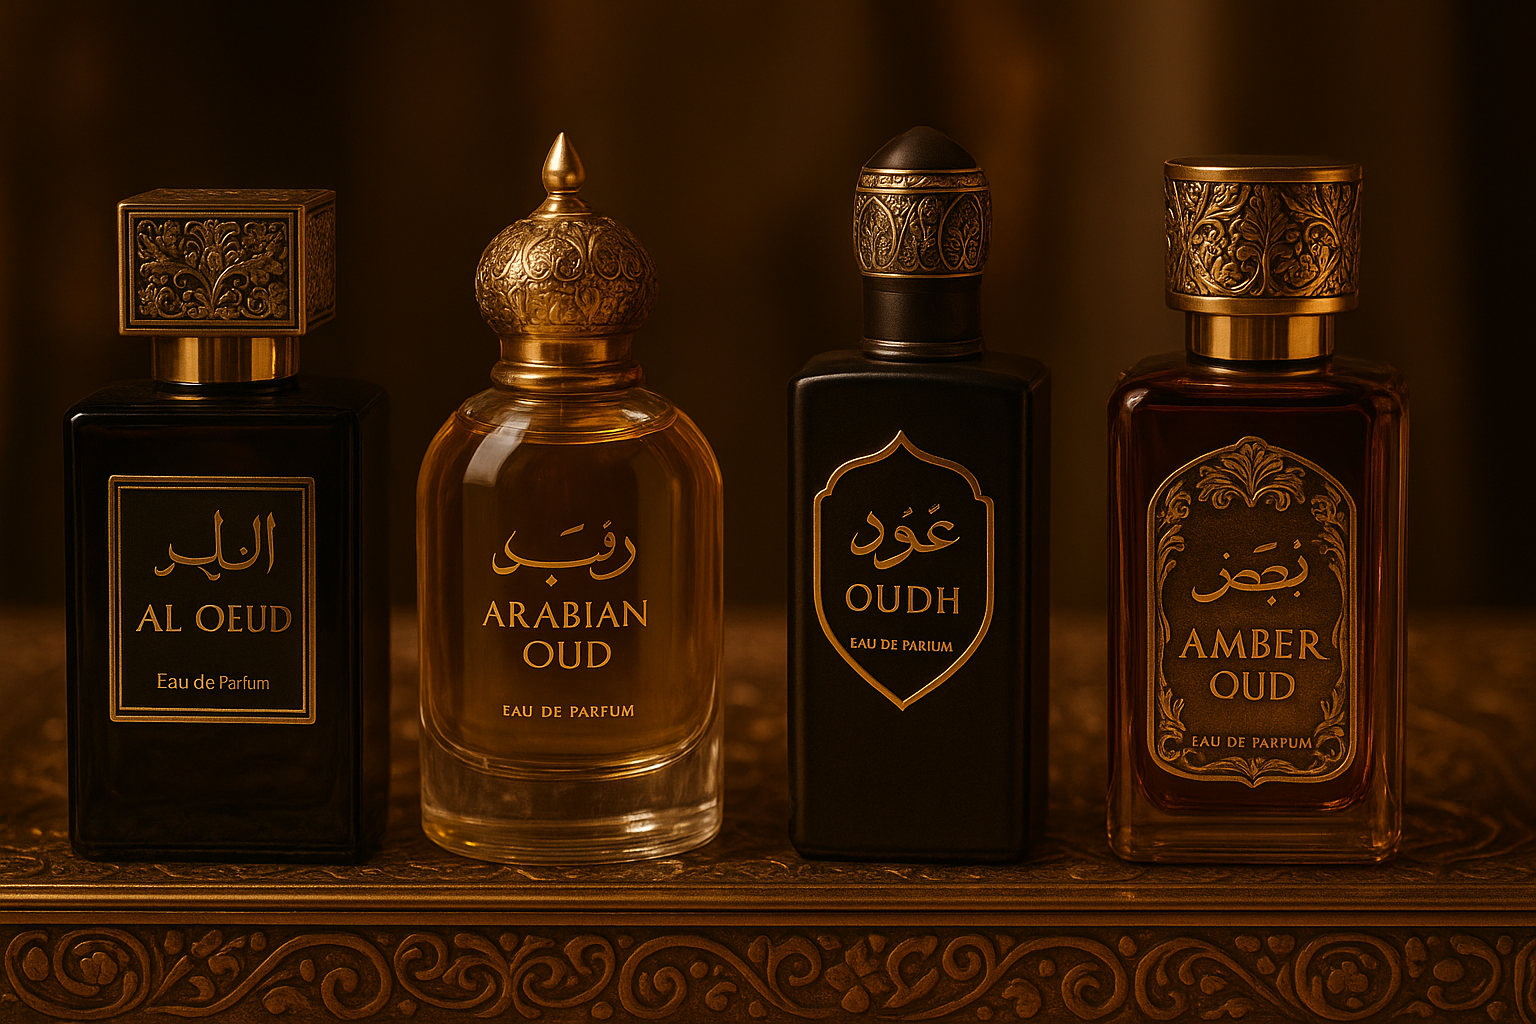 AL OEUD
Eau de Parfum
ARABIAN
OUD
EAU DE PARFUM
عود
OUDH
EAU DE PARIUM
AMBER
OUD
EAU DE PARPUM